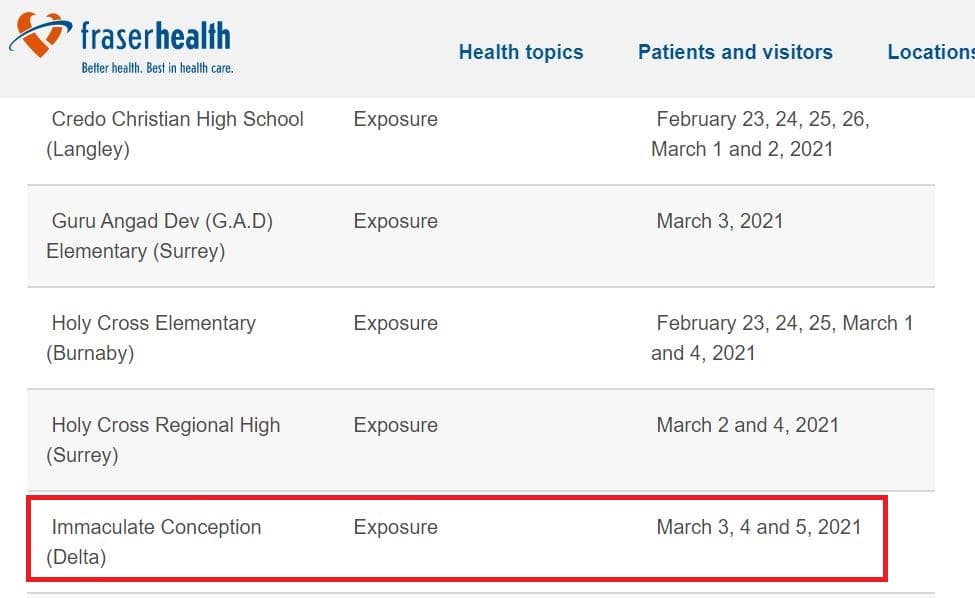 fraserhealth
Better health. Best in health care.
Health topics Patients and visitors Locations
Credo Christian High School Exposure February 23, 24, 25, 26,
(Langley) March 1 and 2, 2021
Guru Angad Dev (G.A.D) Exposure March 3, 2021
Elementary (Surrey)
Holy Cross Elementary Exposure February 23, 24, 25, March 1
(Burnaby) and 4, 2021
Holy Cross Regional High Exposure March 2 and 4, 2021
(Surrey)
Immaculate Conception Exposure March 3, 4 and 5, 2021
(Delta)